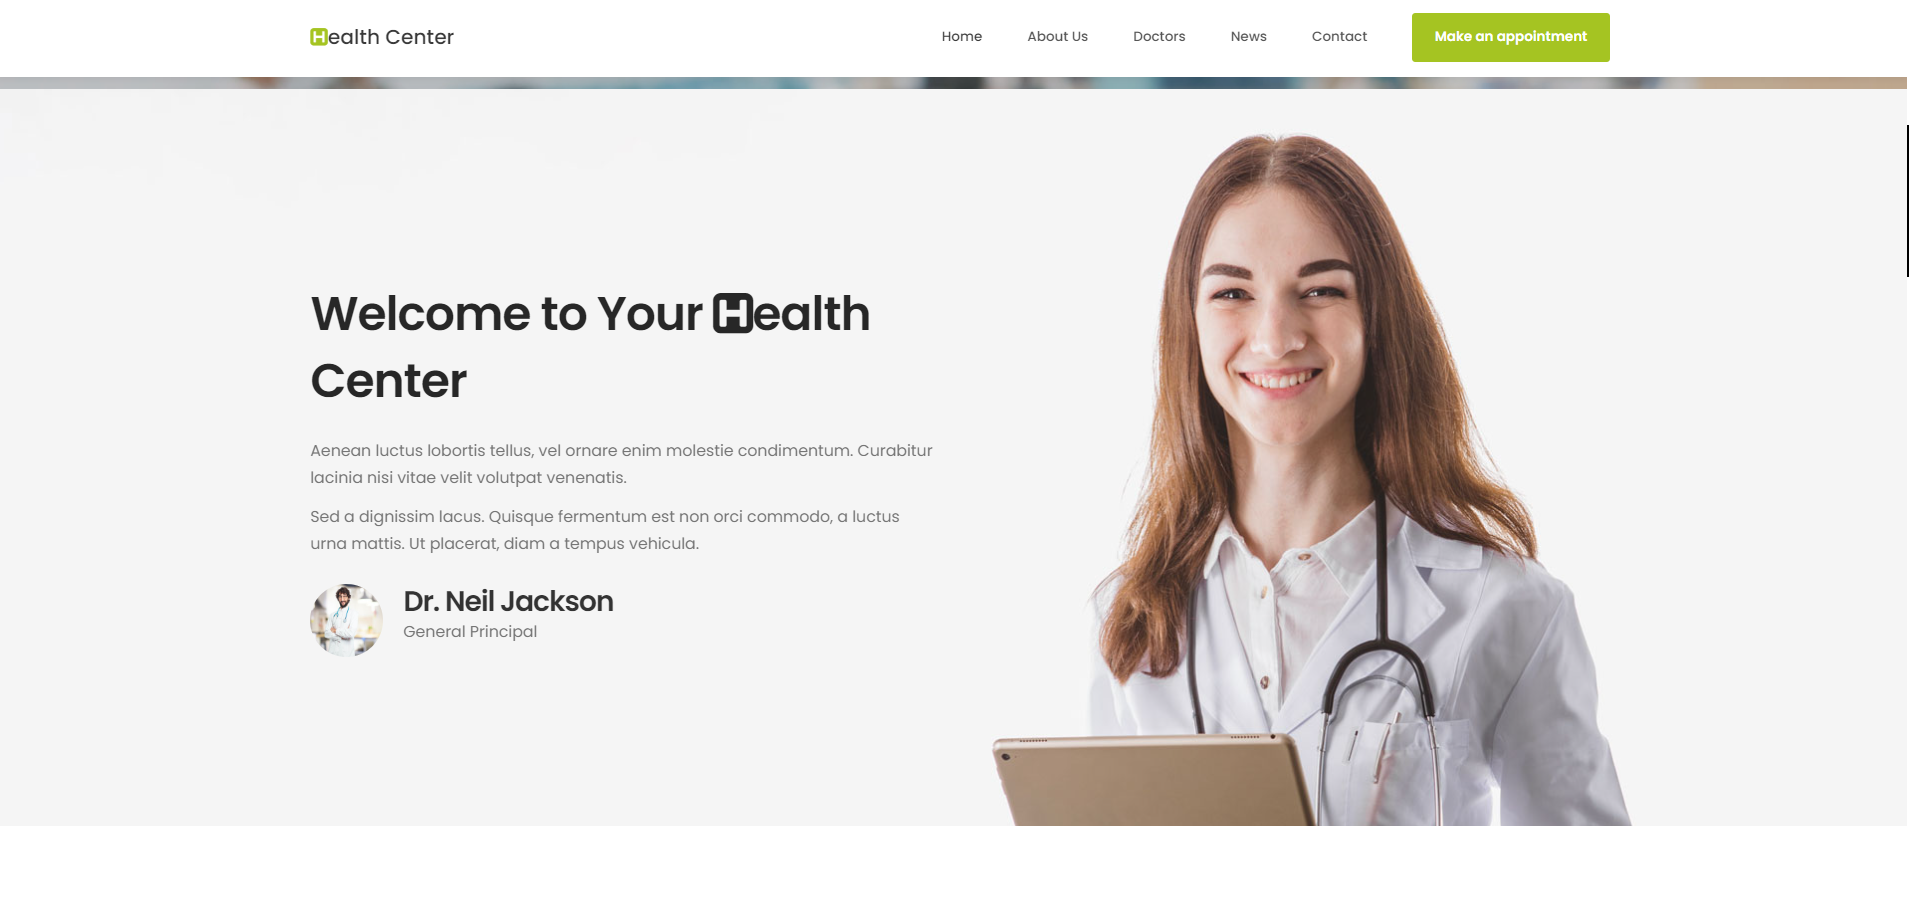 Health Center
Home
About Us
Doctors
News
Contact
Make an appointment
Welcome to Your Health
Center
Aenean luctus lobortis tellus, vel ornare enim molestie condimentum. Curabitur
lacinia nisi vitae velit volutpat venenatis.
Sed a dignissim lacus. Quisque fermentum est non orci commodo, a luctus
urna mattis. Ut placerat, diam a tempus vehicula.
Dr. Neil Jackson
General Principal